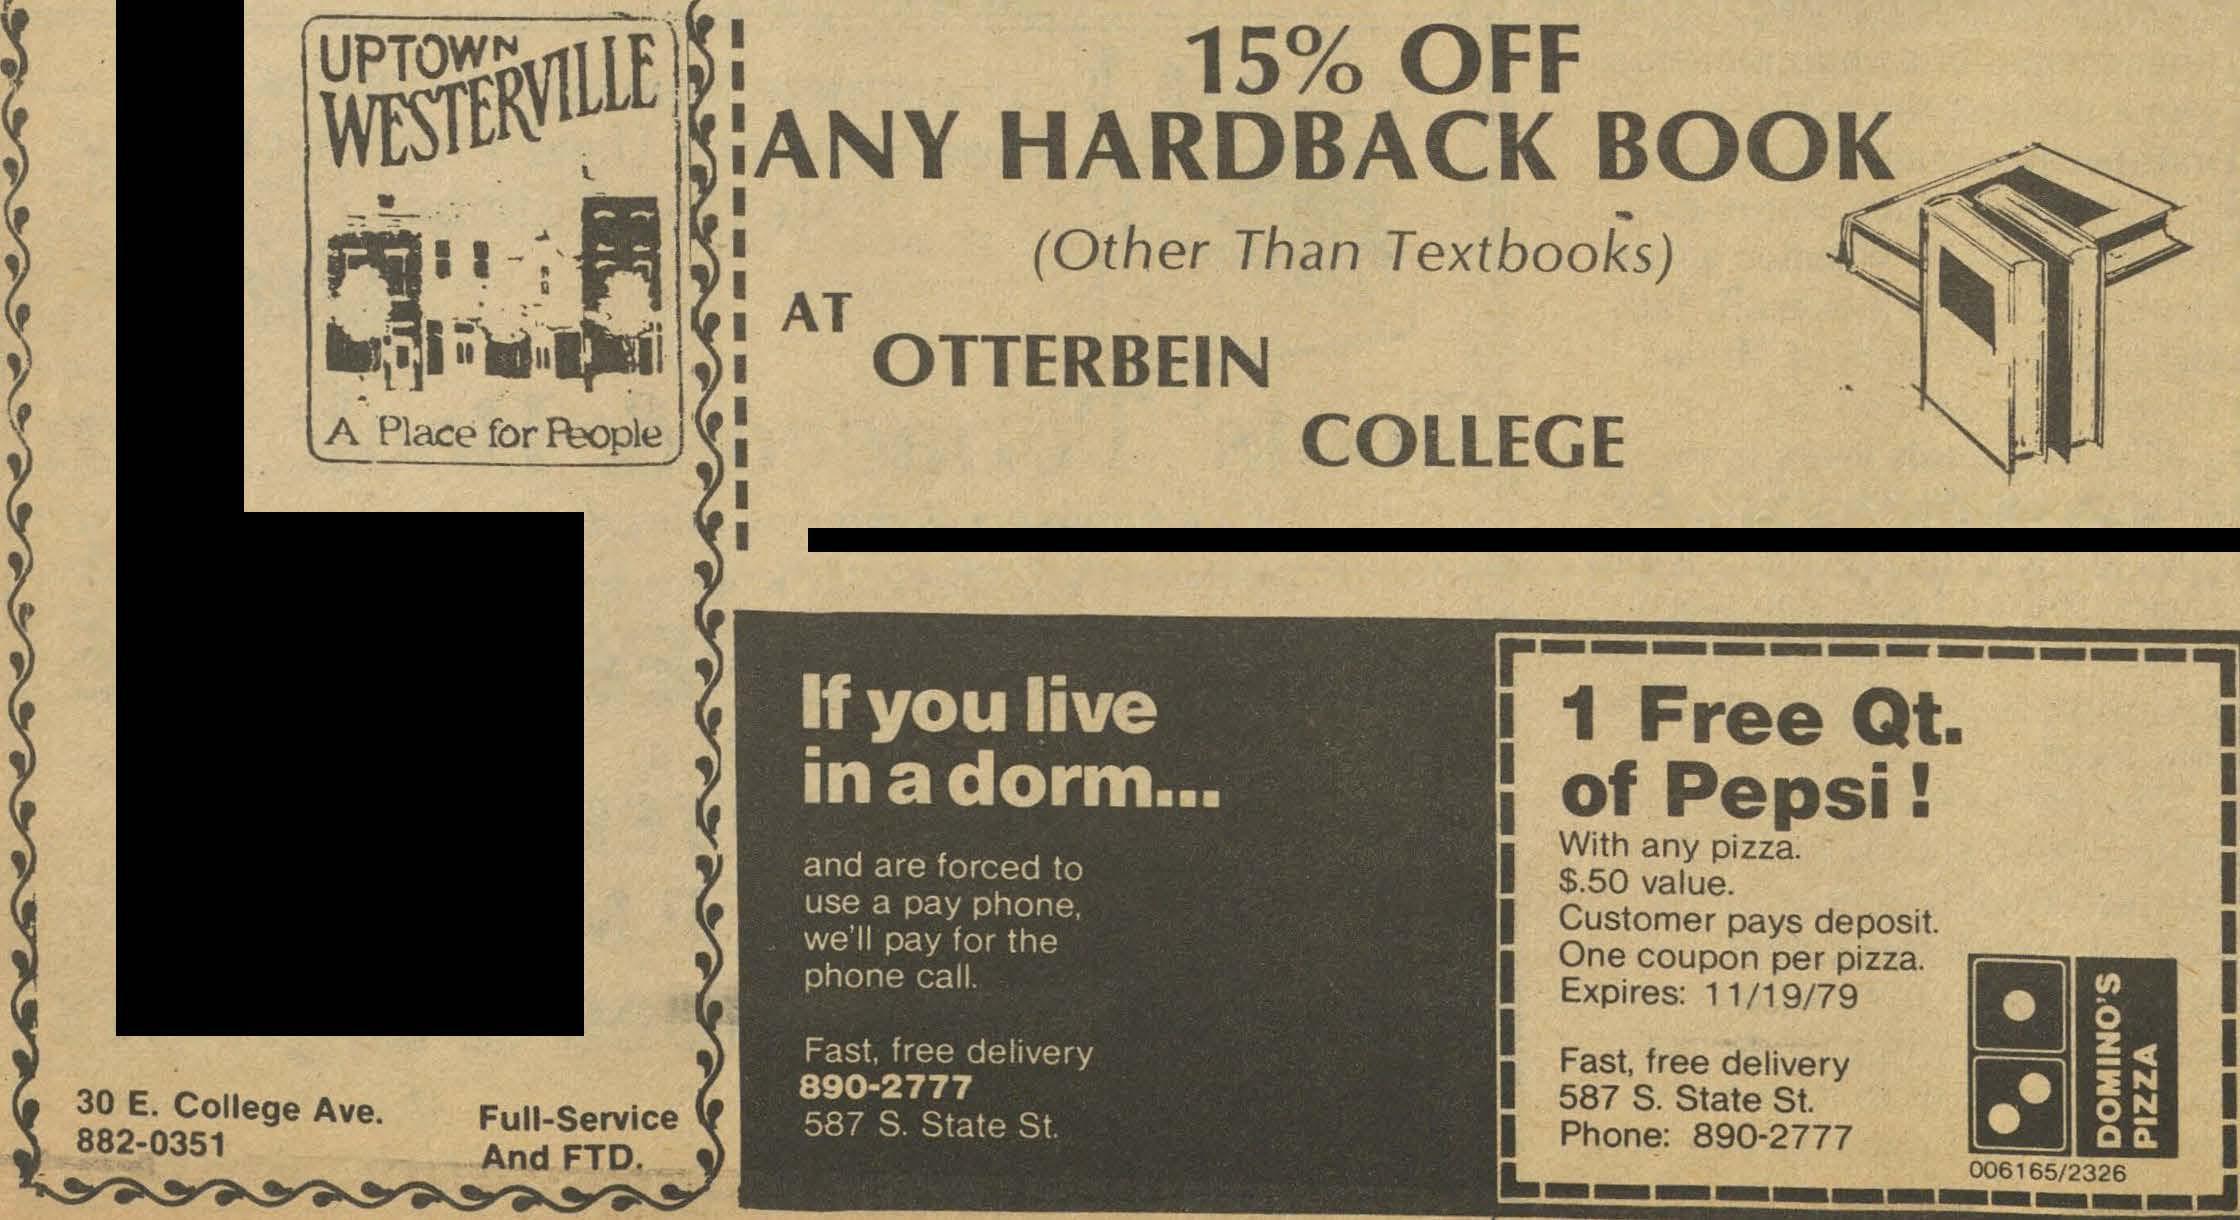 UPTOWN
WESTERVILLE
A Place for People
30 E. College Ave.
882-0351
Full-Service
And FTD.
15% OFF
ANY HARDBACK BOOK
(Other Than Textbooks)
AT
OTTERBEIN
COLLEGE
If you live
in a dorm...
and are forced to
use a pay phone,
we'll pay for the
phone call.
Fast, free delivery
890-2777
587 S. State St.
1 Free Qt.
of Pepsi!
With any pizza.
$.50 value.
Customer pays deposit.
One coupon per pizza.
Expires: 11/19/79
Fast, free delivery
587 S. State St.
Phone: 890-2777
DOMINO'S
PIZZA
006165/2326